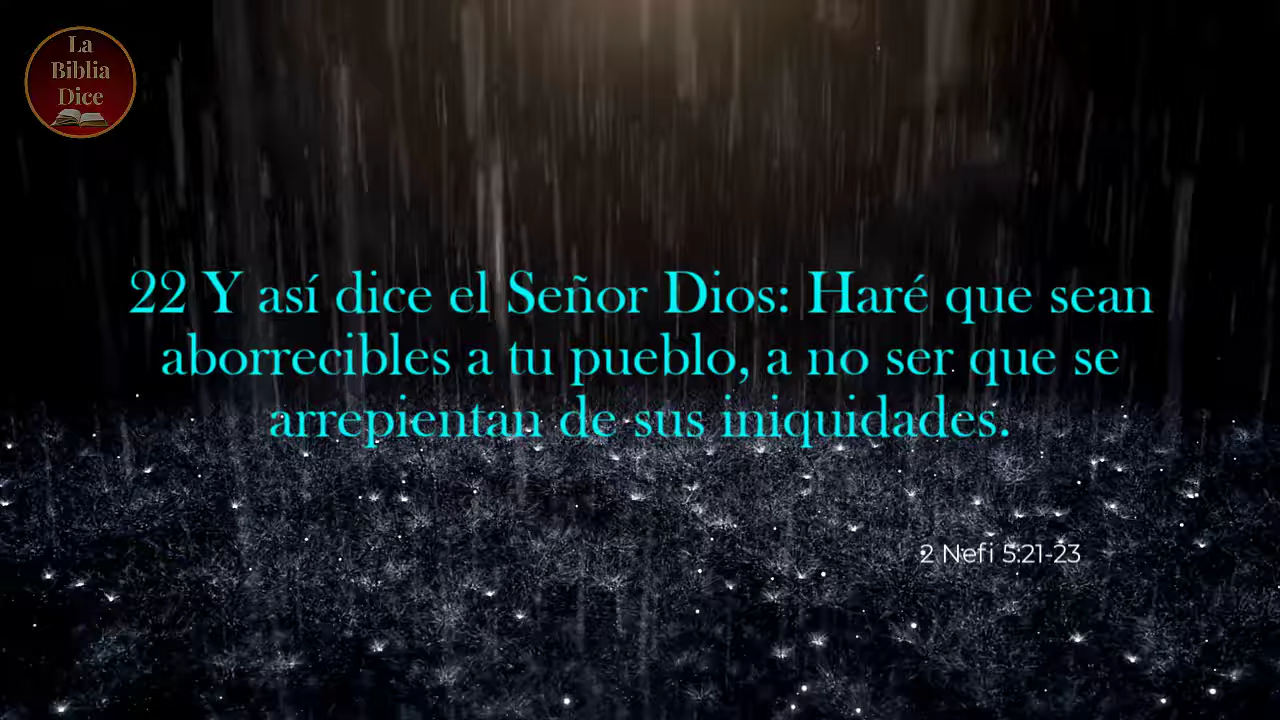 La
Biblia
Dice
22 Y así dice el Señor Dios: Haré que sean
aborrecibles a tu pueblo, a no ser que se
arrepientan de sus iniquidades.
2 Nefi 5:21-23